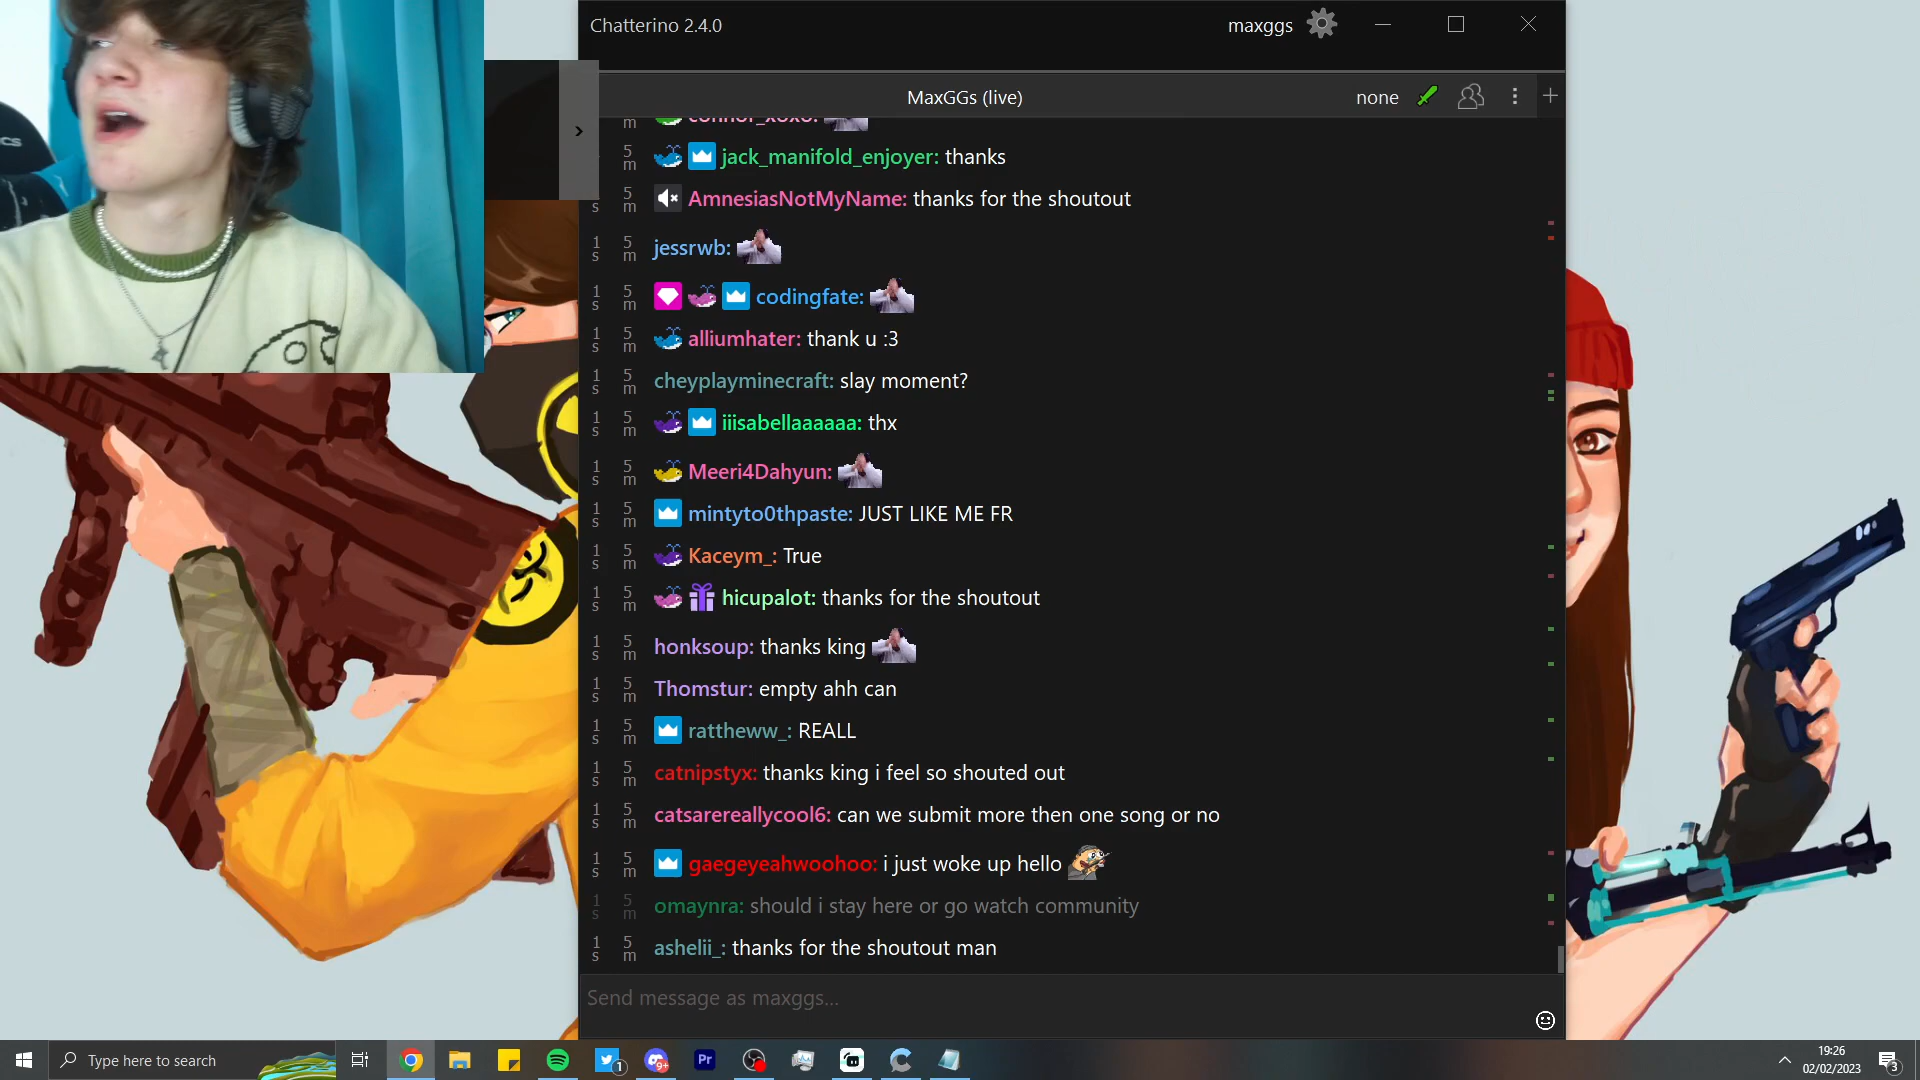 Chatterino 2.4.0
maxggs
MaxGGs (live)
none
connor_xoxo:
jack_manifold_enjoyer: thanks
AmnesiasNotMyName: thanks for the shoutout
jessrwb:
codingfate:
alliumhater: thank u :3
cheyplayminecraft: slay moment?
iiisabellaaaaaa: thx
Meeri4Dahyun:
mintyto0thpaste: JUST LIKE ME FR
Kaceym_: True
hicupalot: thanks for the shoutout
honksoup: thanks king
Thomstur: empty ahh can
rattheww_: REALL
catnipstyx: thanks king i feel so shouted out
catsarereallycool6: can we submit more then one song or no
gaegeyeahwoohoo: i just woke up hello
omaynra: should i stay here or go watch community
ashelii_: thanks for the shoutout man
Send message as maxggs...
Type here to search
19:26
02/02/2023